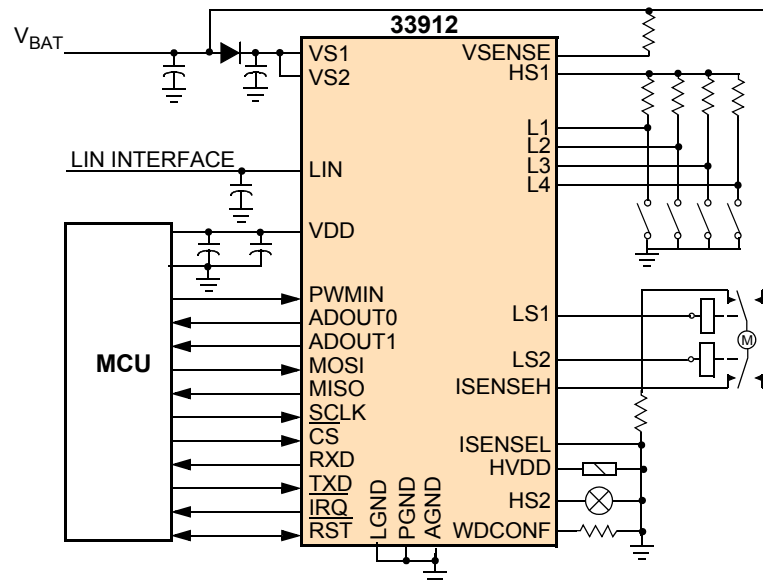 33912
V_BAT
VS1
VS2
LIN INTERFACE
LIN
VDD
MCU
PWMIN
ADOUT0
ADOUT1
MOSI
MISO
SCLK
CS
RXD
TXD
IRQ
RST
LGND
PGND
AGND
VSENSE
HS1
L1
L2
L3
L4
LS1
LS2
ISENSEH
M
ISENSEL
HVDD
HS2
WDCONF